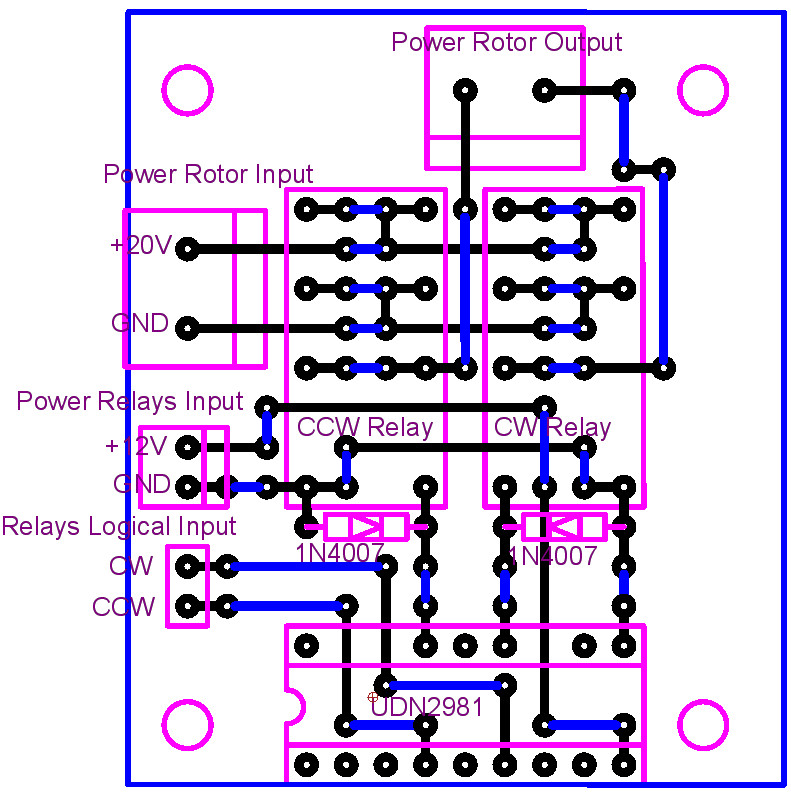 Power Rotor Output
Power Rotor Input
+20V
GND
Power Relays Input
CCW Relay
CW Relay
+12V
GND
Relays Logical Input
1N4007
1N4007
CW
CCW
UDN2981